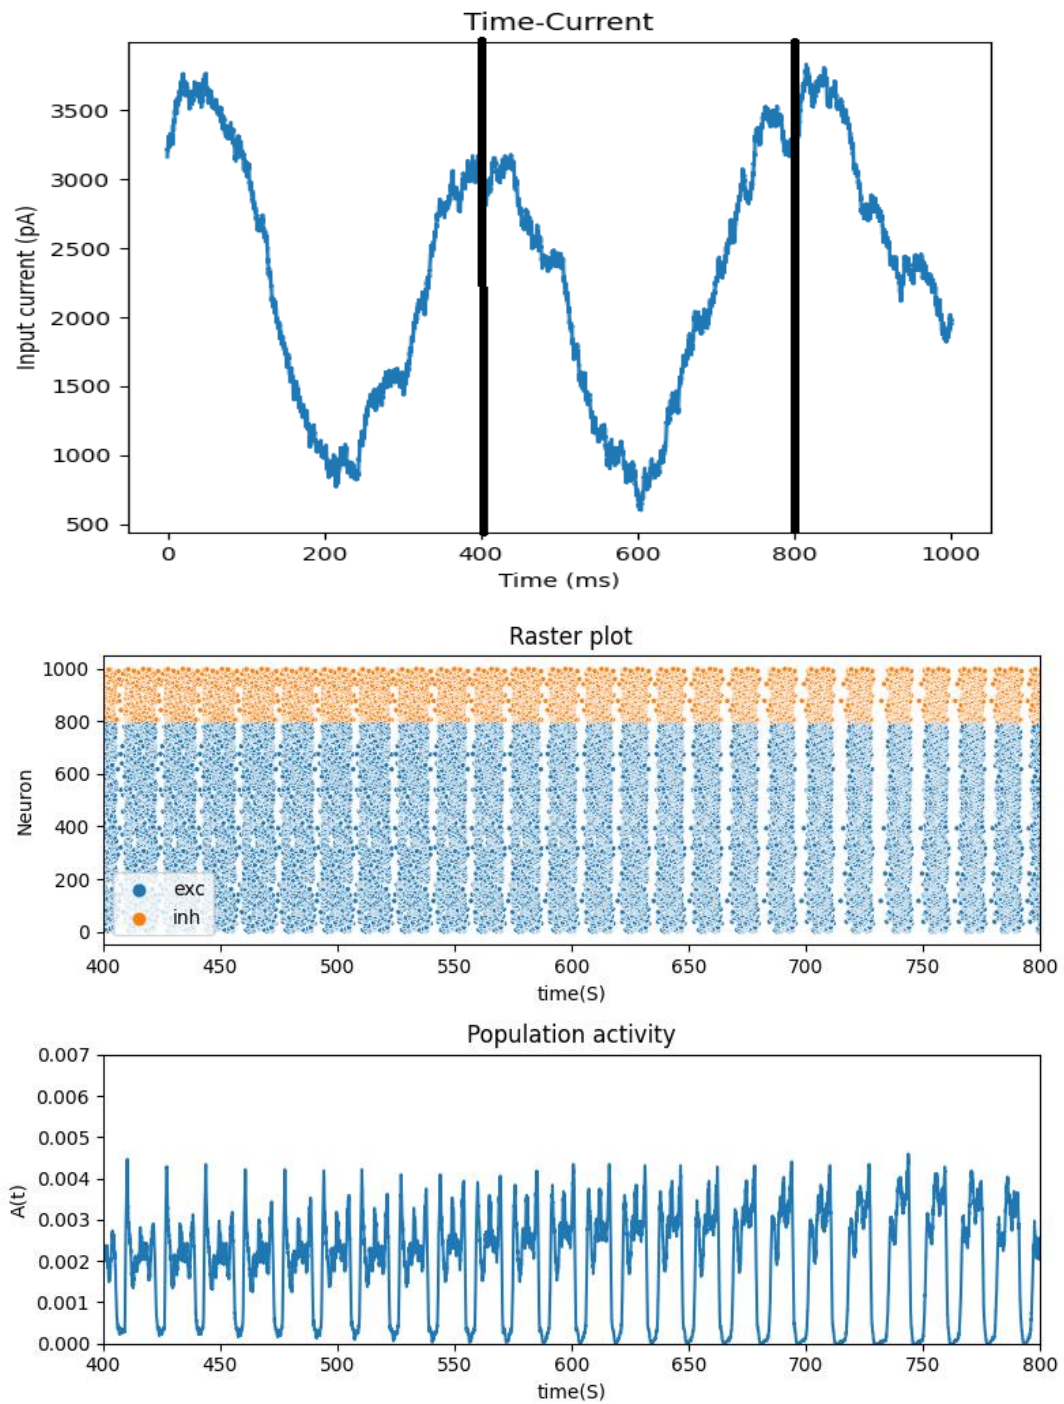 Time-Current
Input current (pA)
3500
3000
2500
2000
1500
1000
500
0 200 400 600 800 1000
Time (ms)
Raster plot
Neuron
1000
800
600
400
200
0
exc
inh
400 450 500 550 600 650 700 750 800
time(S)
Population activity
A(t)
0.007
0.006
0.005
0.004
0.003
0.002
0.001
0.000
400 450 500 550 600 650 700 750 800
time(S)